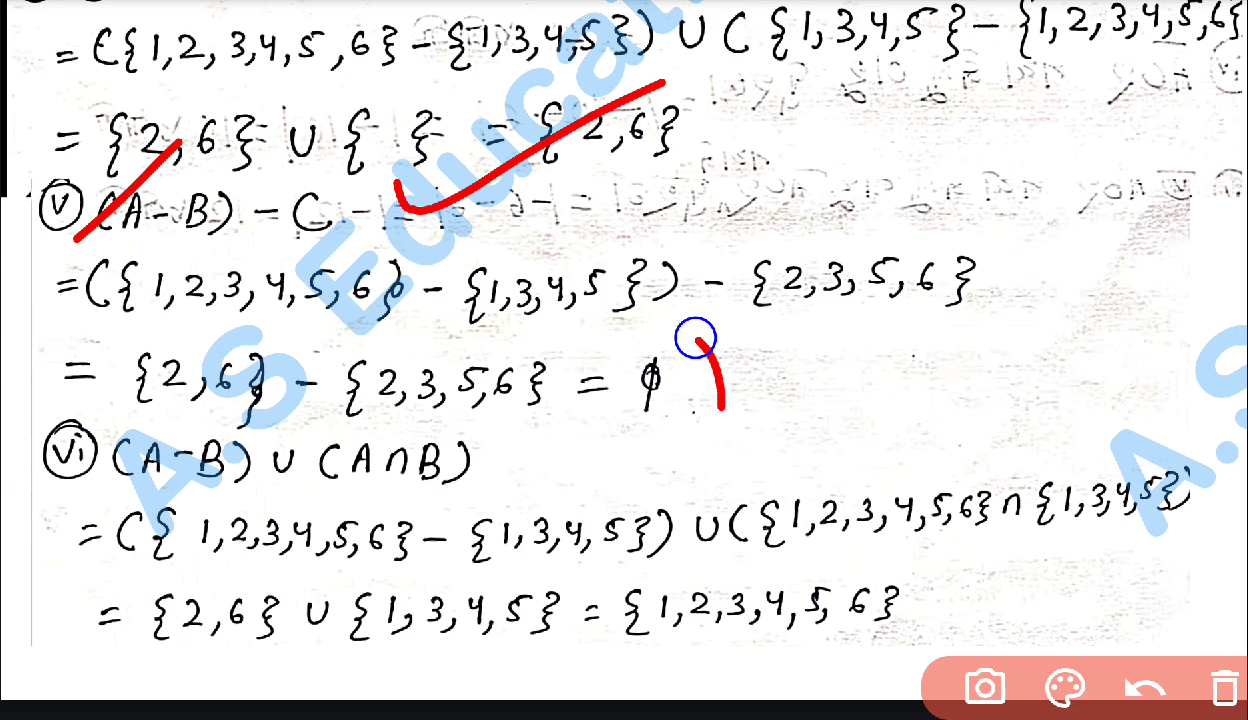 = ({1,2,3,4,5,6} - {1,3,4,5}) ∪ ({1,3,4,5} - {1,2,3,4,5,6}
= {2,6} ∪ { } = {2,6}
(v) (A-B) - C
= ({1,2,3,4,5,6} - {1,3,4,5}) - {2,3,5,6}
= {2,6} - {2,3,5,6} = ϕ
(vi) (A-B) ∪ (A∩B)
= ({1,2,3,4,5,6} - {1,3,4,5}) ∪ ({1,2,3,4,5,6} ∩ {1,3,4,5})
= {2,6} ∪ {1,3,4,5} = {1,2,3,4,5,6}
A.S Educat
A.S